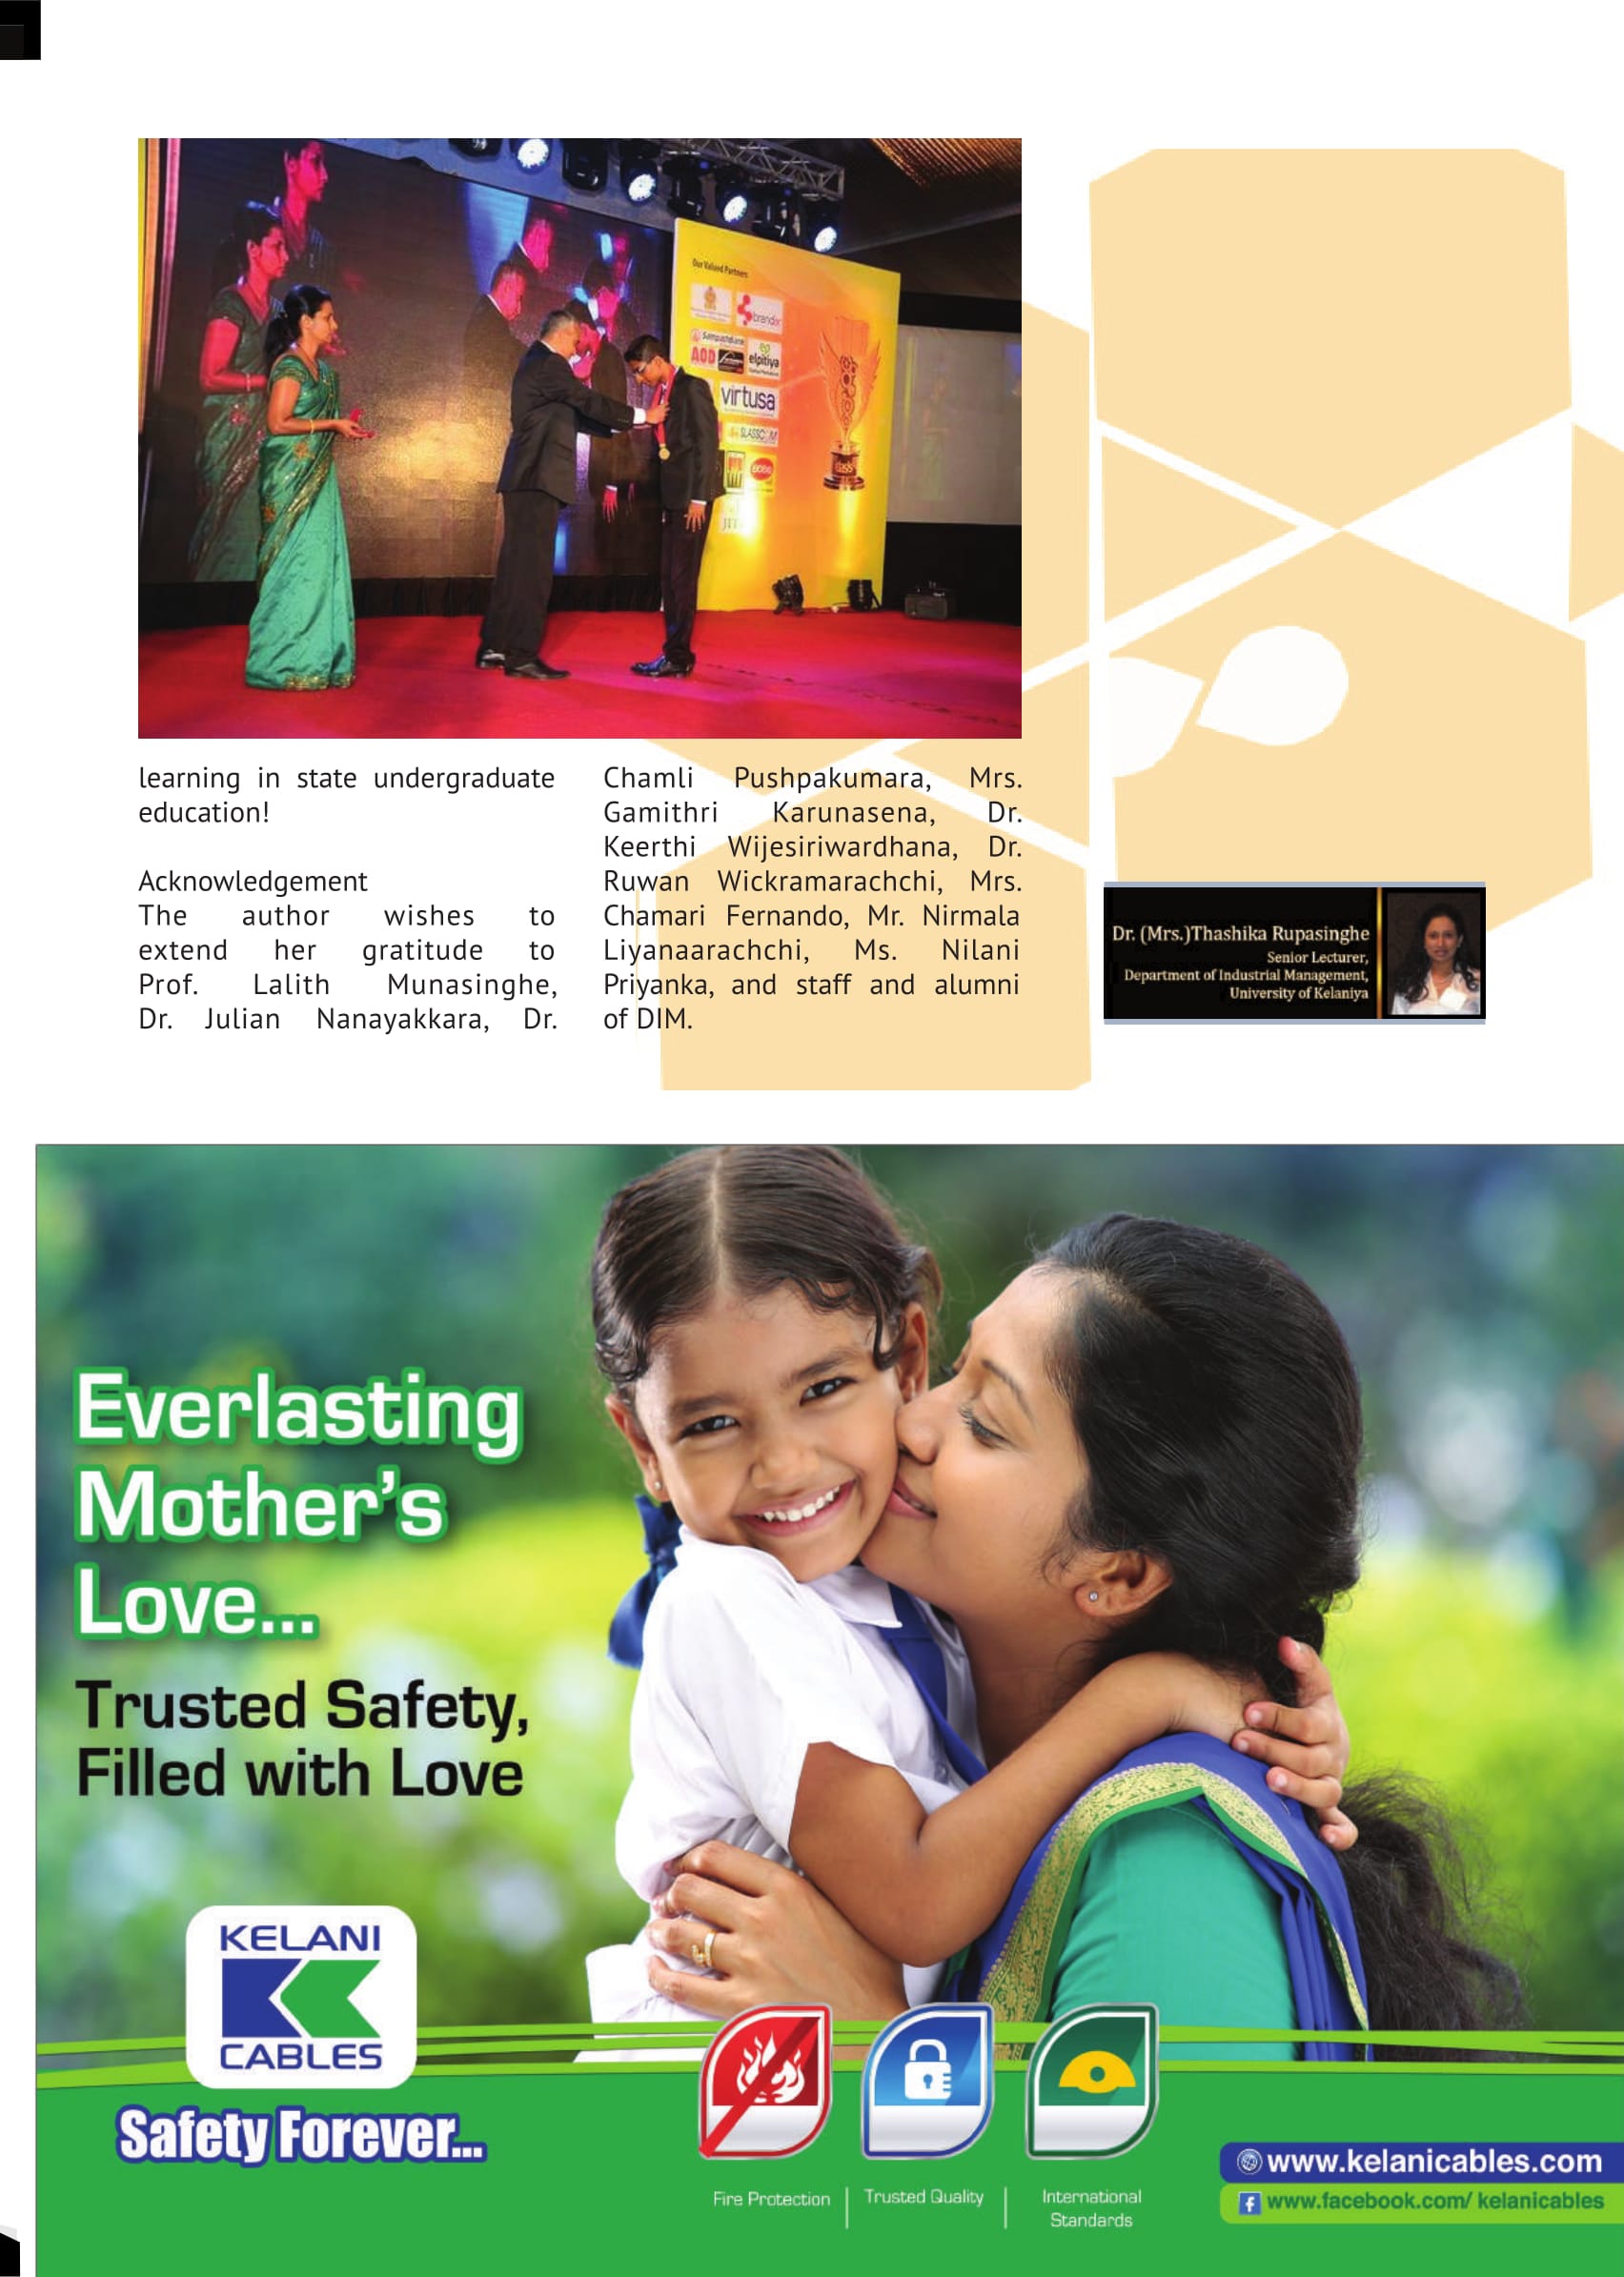 Our Valued Partners
brandix
Sampath Bank
AOD
elpitiya
virtusa
SLASSCOM
learning in state undergraduate
education!
Acknowledgement
The author wishes to
extend her gratitude to
Prof. Lalith Munasinghe,
Dr. Julian Nanayakkara, Dr.
Chamli Pushpakumara, Mrs.
Gamithri Karunasena, Dr.
Keerthi Wijesiriwardhana, Dr.
Ruwan Wickramarachchi, Mrs.
Chamari Fernando, Mr. Nirmala
Liyanaarachchi, Ms. Nilani
Priyanka, and staff and alumni
of DIM.
Dr. (Mrs.)Thashika Rupasinghe
Senior Lecturer,
Department of Industrial Management,
University of Kelaniya
Everlasting
Mother's
Love...
Trusted Safety,
Filled with Love
KELANI
CABLES
Safety Forever...
Fire Protection
Trusted Quality
International
Standards
www.kelanicables.com
www.facebook.com/ kelanicables